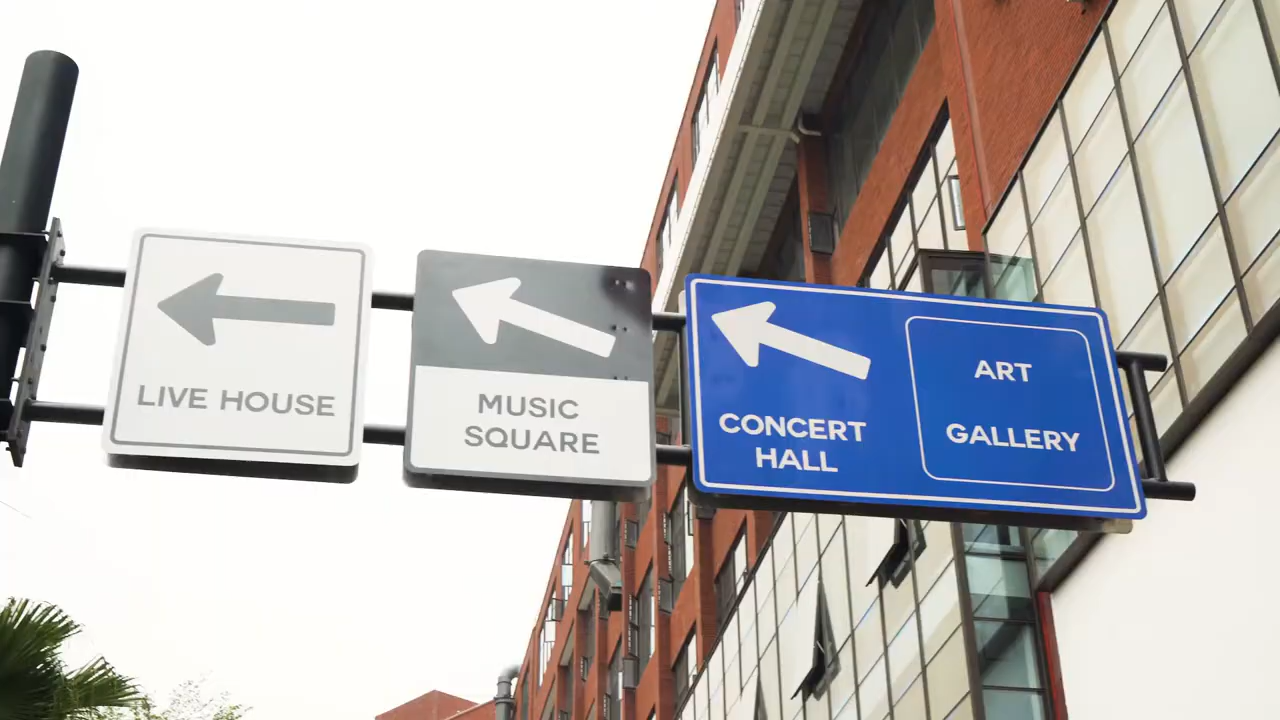 LIVE HOUSE
MUSIC
SQUARE
CONCERT
HALL
ART
GALLERY